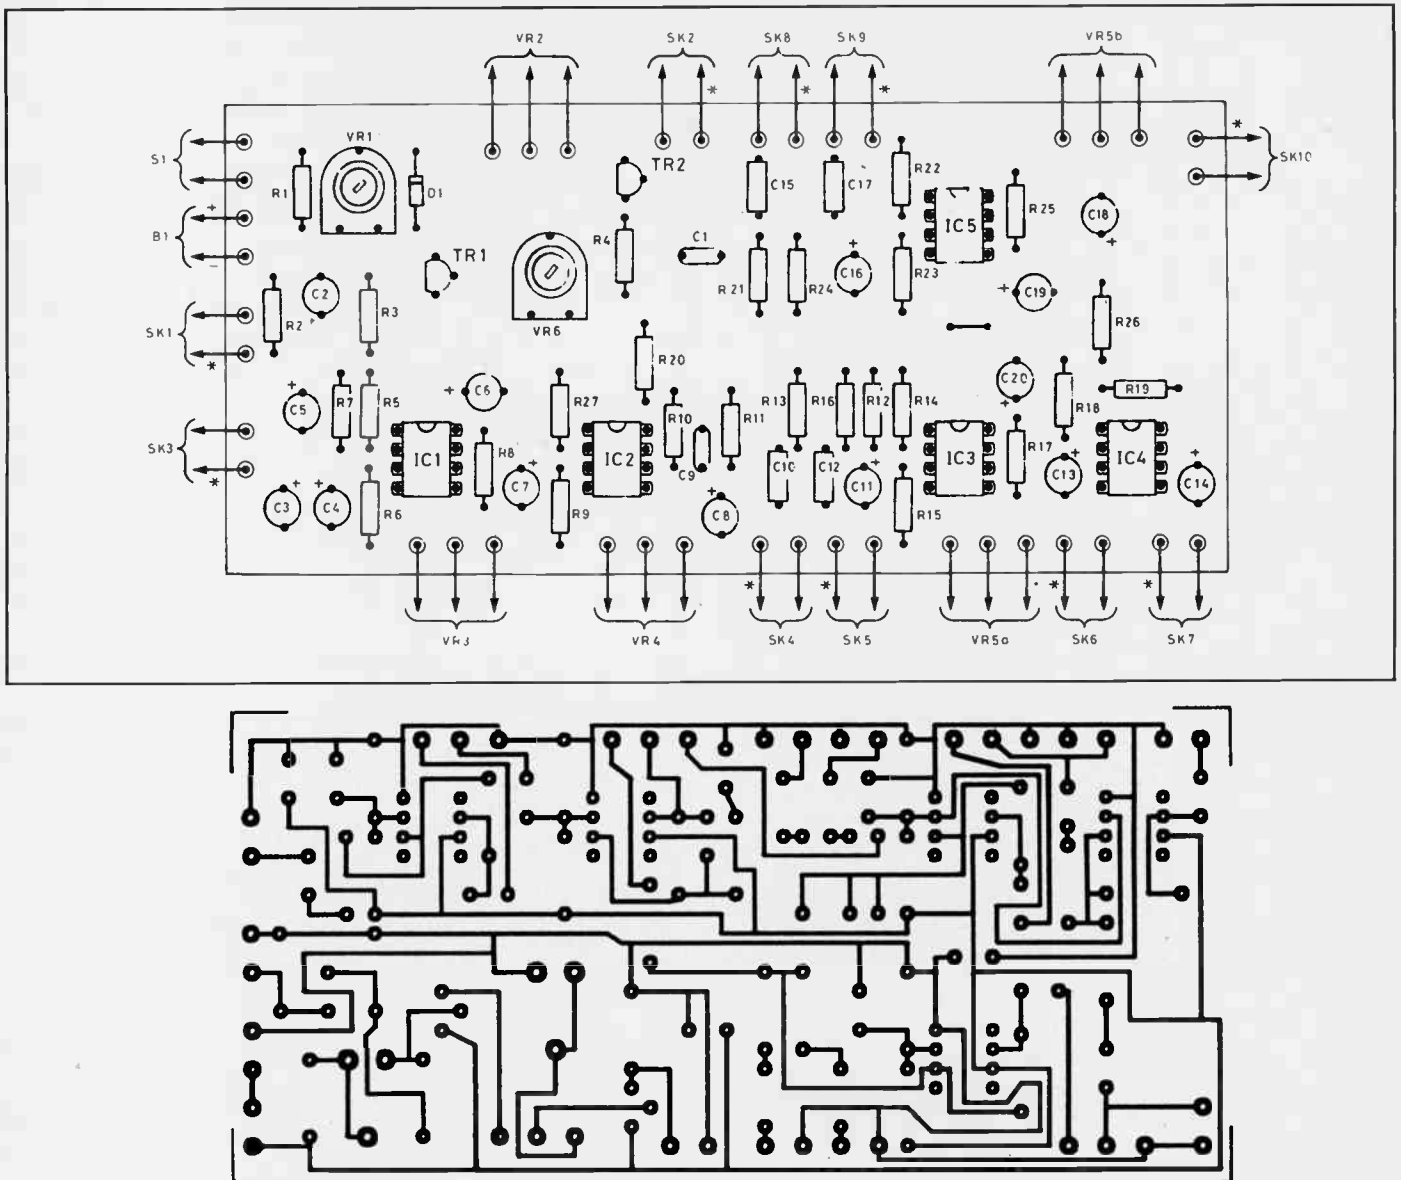 VR2 SK2 SK8 SK9 VR5b
* * *
S1 VR1 TR2 * SK10
R1 D1 C15 C17 R22
B1 + R4 C1 IC5 R25 C18 +
- TR1 + C16
R2 C2 R3 R21 R24 R23 + C19
SK1 VR6 R26
* R20
+ C5 R7 R5 + C6 R27 R10 R11 R13 R16 R12 R14 C20 + R18 R19
SK3 IC1 R8 IC2 C9 C10 C12 + IC3 R17 + IC4 +
* C3 + C4 + R6 C7 + R9 C8 + C11 R15 C13 C14
* * * *
VR3 VR4 SK4 SK5 VR5a SK6 SK7